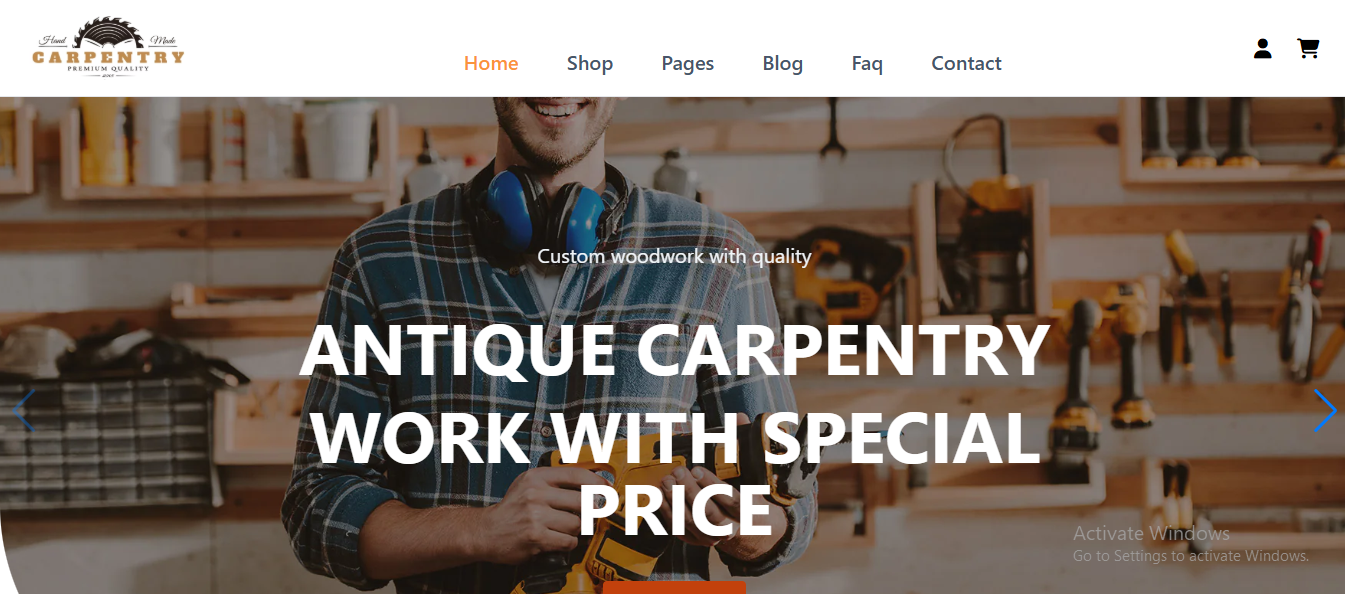 Hand Made
CARPENTRY
PREMIUM QUALITY
Home Shop Pages Blog Faq Contact
Custom woodwork with quality
ANTIQUE CARPENTRY
WORK WITH SPECIAL
PRICE
Activate Windows
Go to Settings to activate Windows.